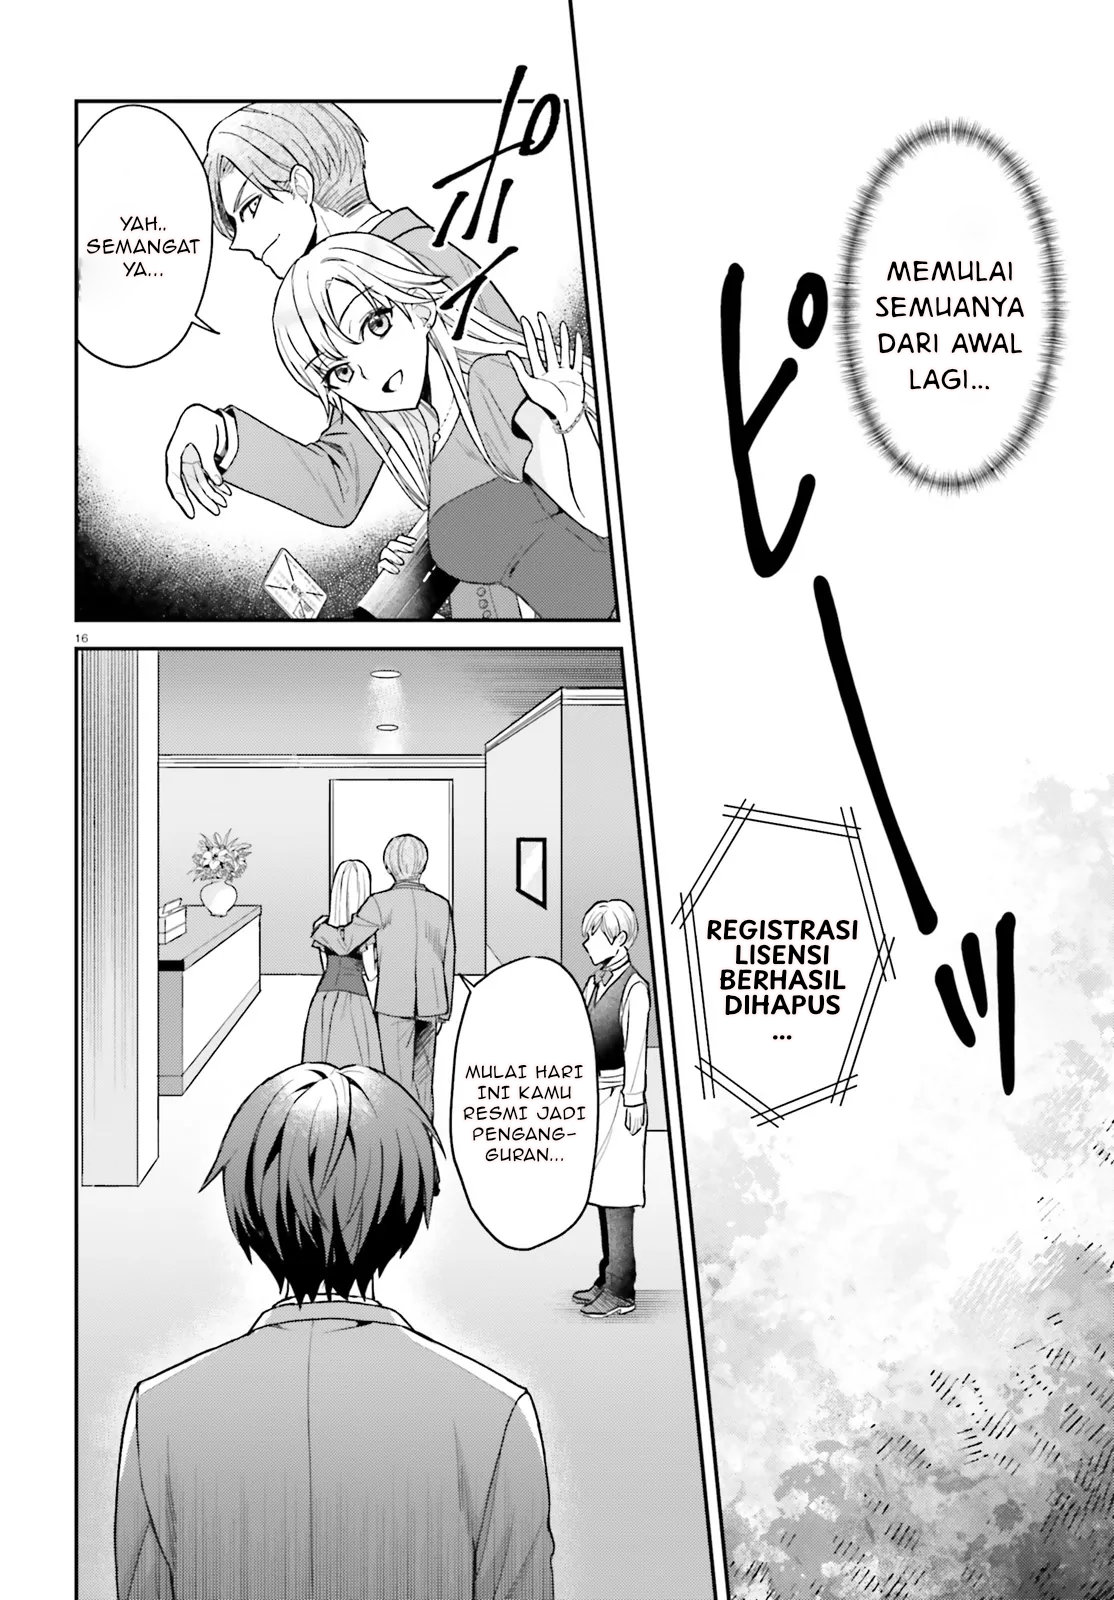 MEMULAI
SEMUANYA
DARI AWAL
LAGI...
ピ
ーッ
REGISTRASI
LISENSI
BERHASIL
DIHAPUS
...
ポイ
YAH..
SEMANGAT
YA...
16
MULAI HARI
INI KAMU
RESMI JADI
PENGANG-
GURAN...